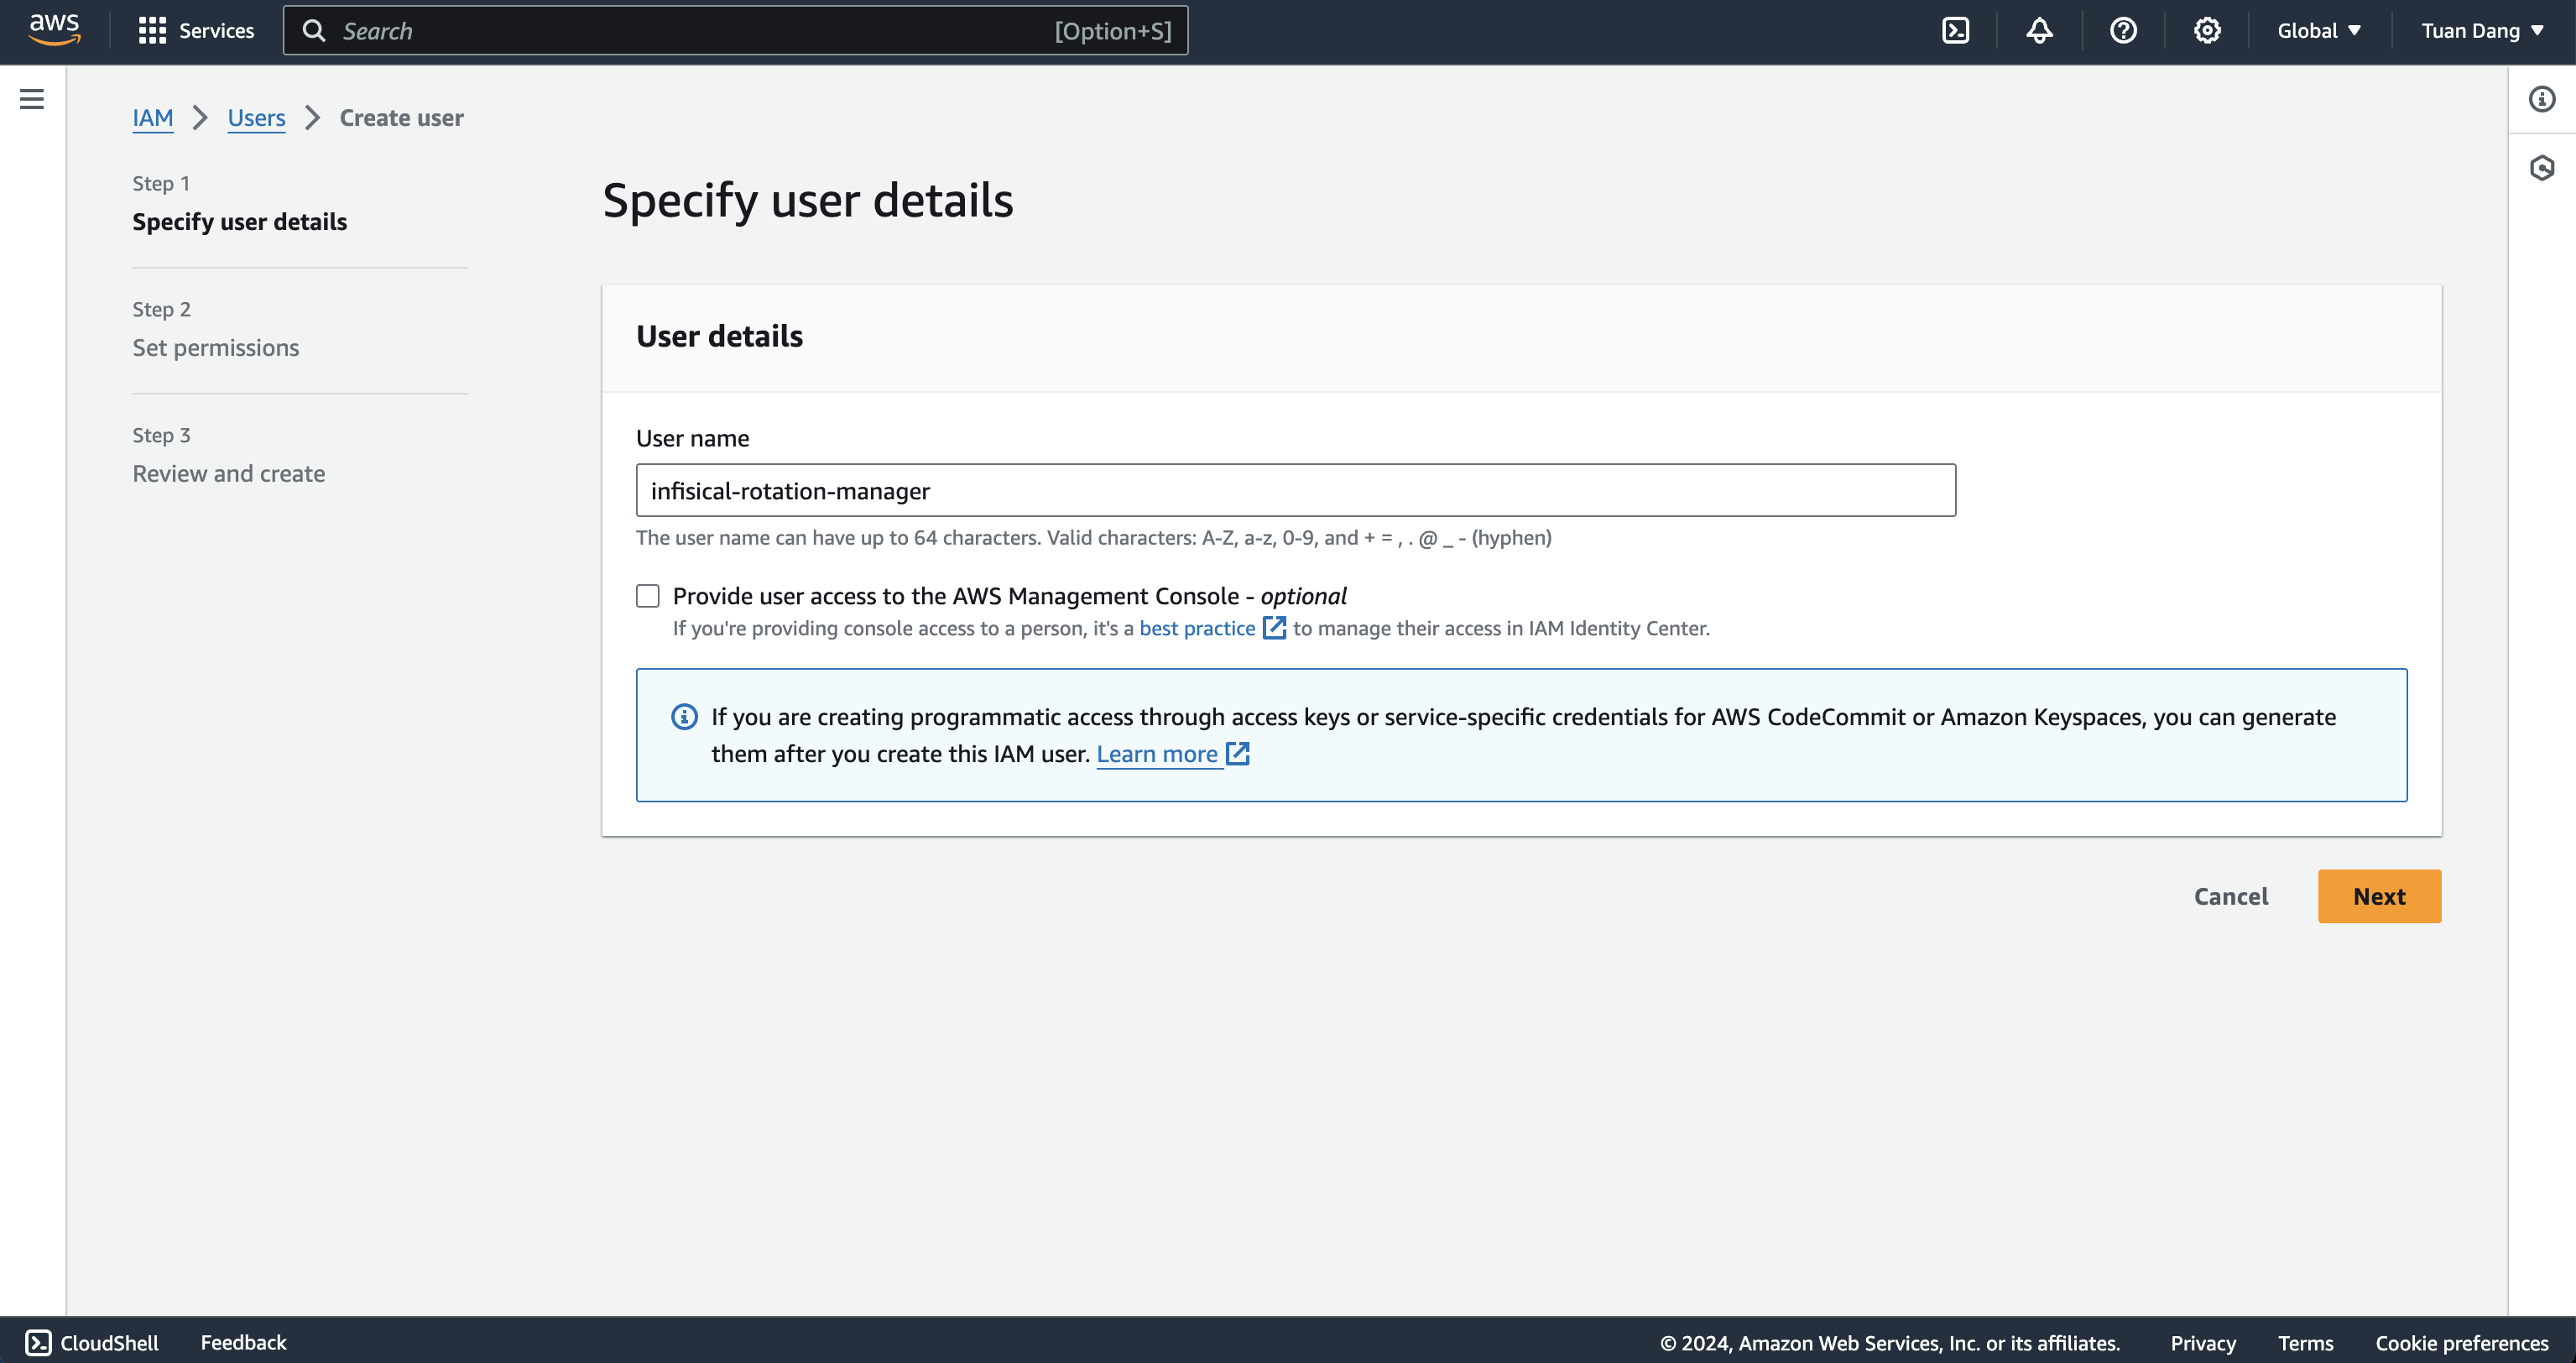 aws
Services
Search
[Option+S]
Global
Tuan Dang
IAM
Users
Create user
Step 1
Specify user details
Step 2
Set permissions
Step 3
Review and create
Specify user details
User details
User name
infisical-rotation-manager
The user name can have up to 64 characters. Valid characters: A-Z, a-z, 0-9, and + = , . @ _ - (hyphen)
Provide user access to the AWS Management Console - optional
If you're providing console access to a person, it's a best practice to manage their access in IAM Identity Center.
If you are creating programmatic access through access keys or service-specific credentials for AWS CodeCommit or Amazon Keyspaces, you can generate
them after you create this IAM user. Learn more
Cancel
Next
CloudShell
Feedback
© 2024, Amazon Web Services, Inc. or its affiliates.
Privacy
Terms
Cookie preferences